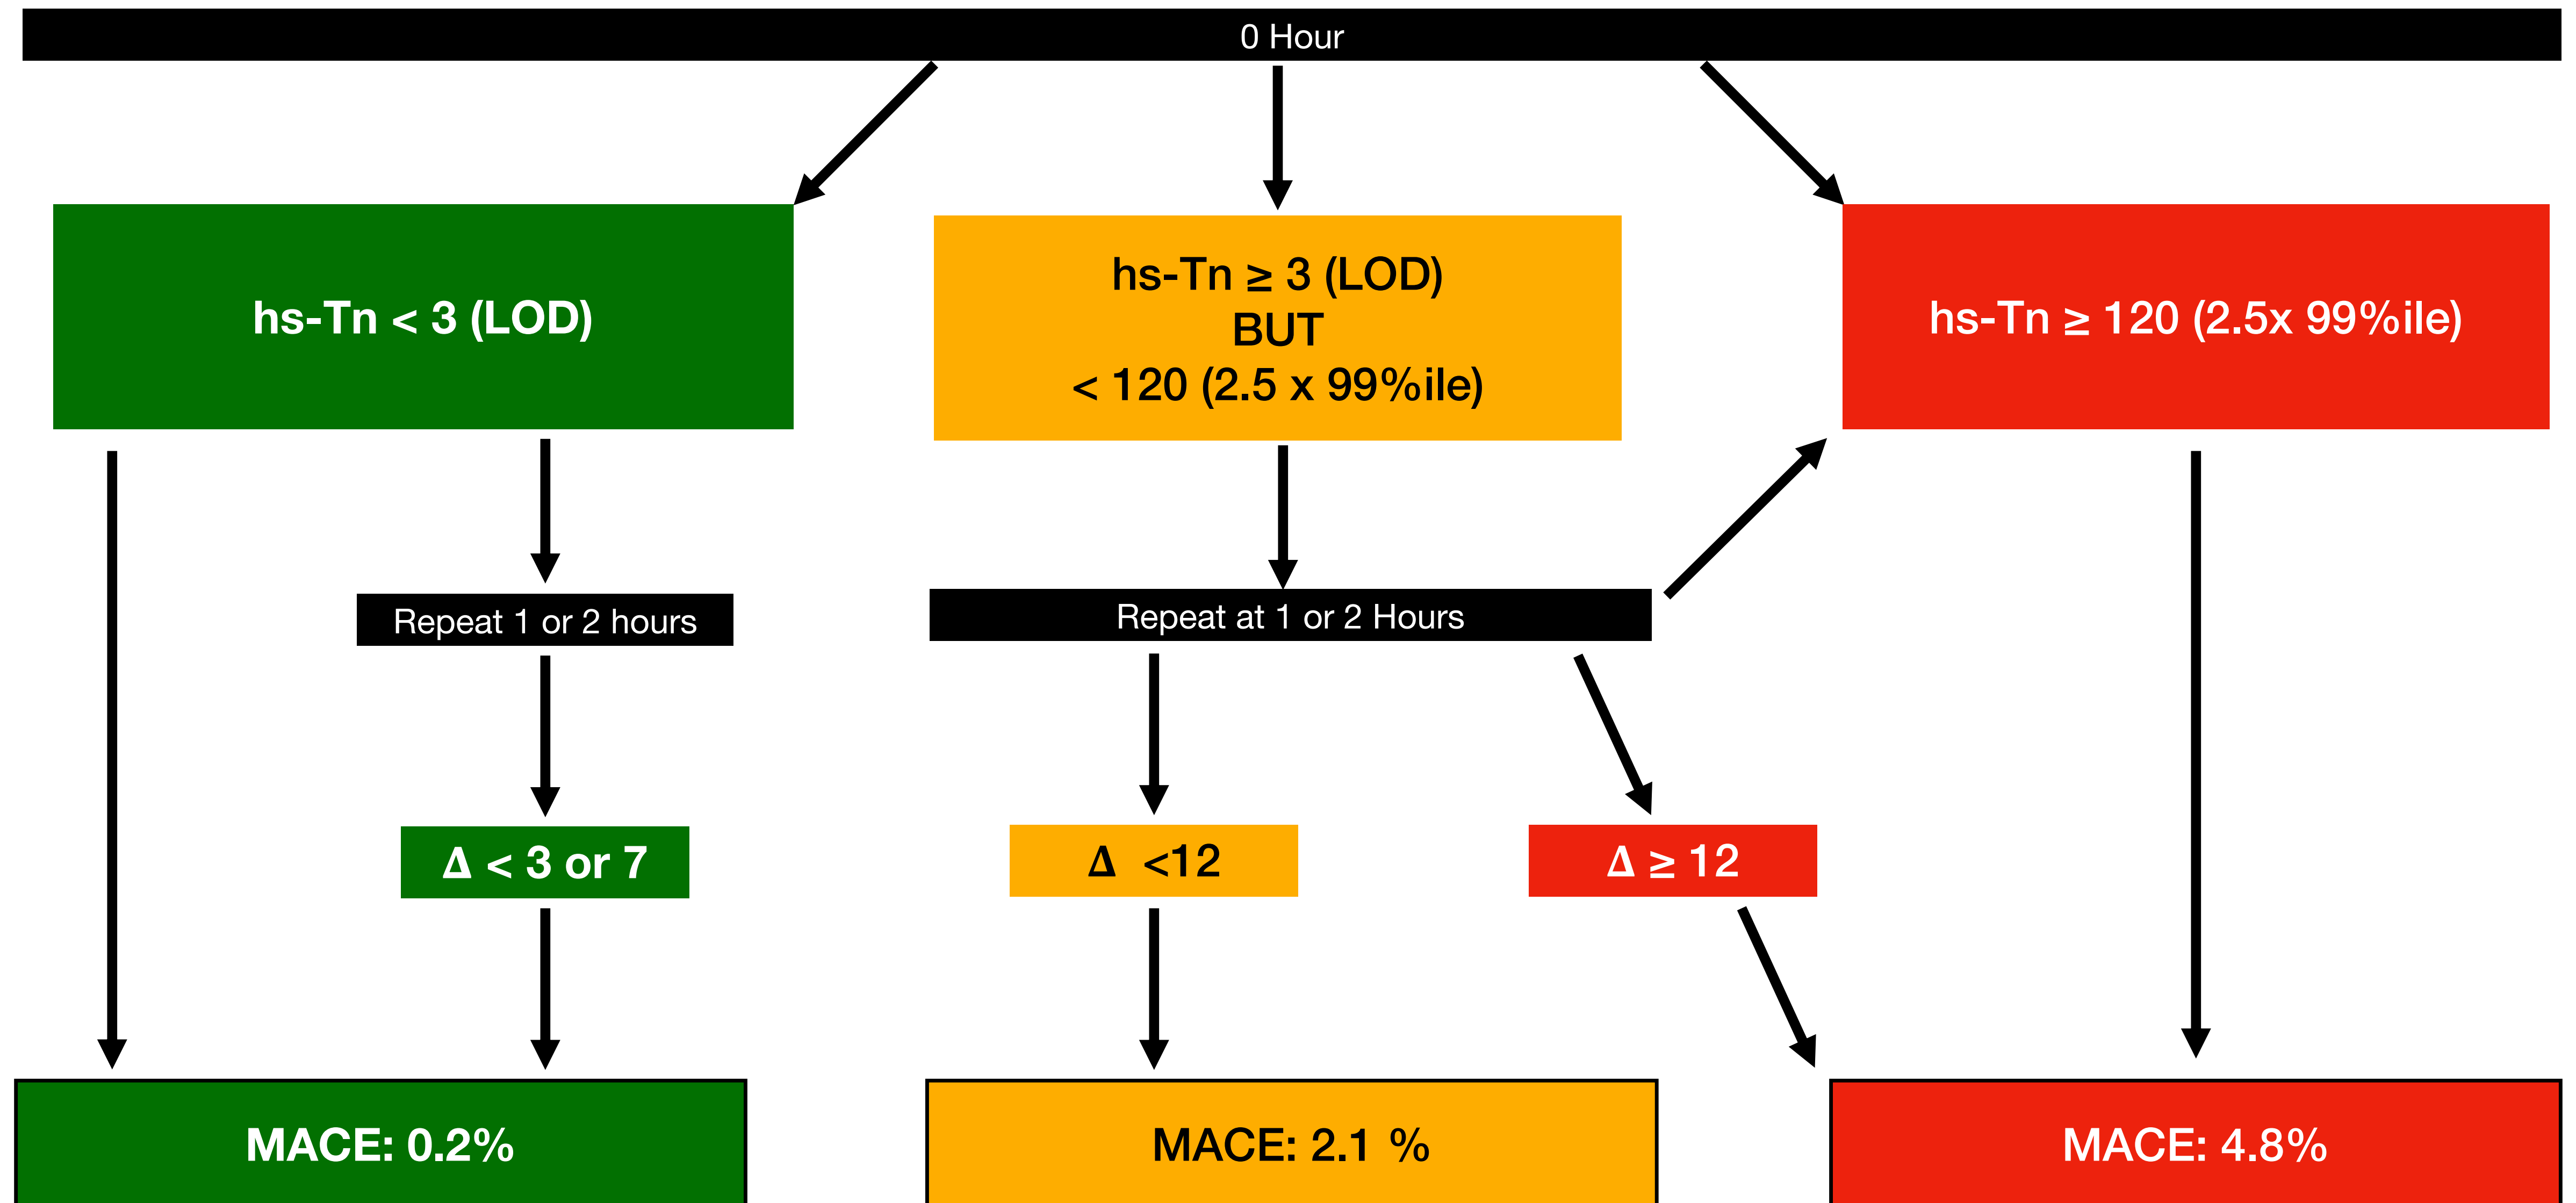 0 Hour
hs-Tn < 3 (LOD)
hs-Tn ≥ 3 (LOD)
BUT
< 120 (2.5 x 99%ile)
hs-Tn ≥ 120 (2.5x 99%ile)
Repeat 1 or 2 hours
Repeat at 1 or 2 Hours
Δ < 3 or 7
Δ <12
Δ ≥ 12
MACE: 0.2%
MACE: 2.1 %
MACE: 4.8%